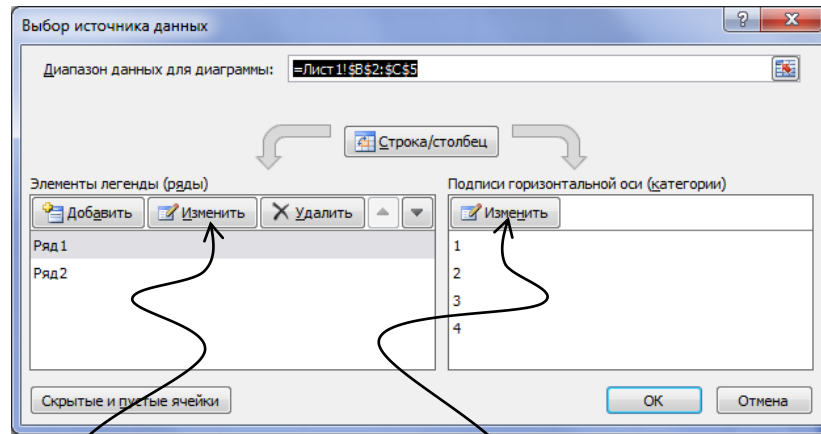 Выбор источника данных
Диапазон данных для диаграммы: =Лист1!$B$2:$C$5
Строка/столбец
Элементы легенды (ряды)
Подписи горизонтальной оси (категории)
Добавить Изменить Удалить
Изменить
Ряд1
Ряд2
1
2
3
4
Скрытые и пустые ячейки
ОК Отмена